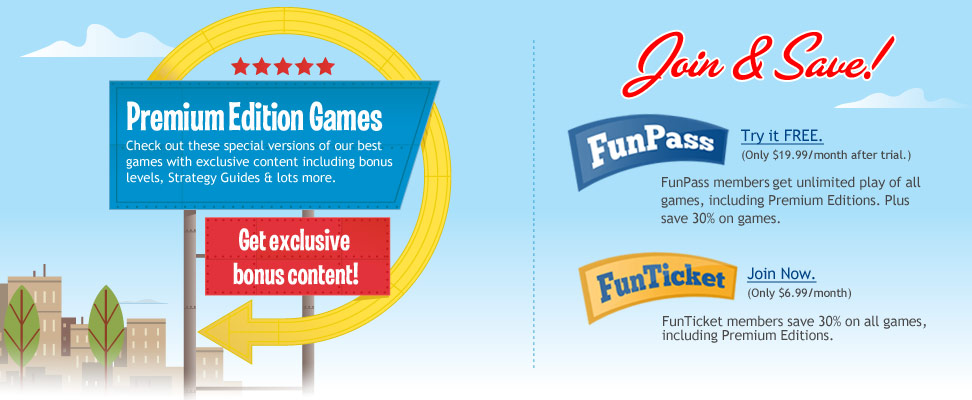 Premium Edition Games
Check out these special versions of our best
games with exclusive content including bonus
levels, Strategy Guides & lots more.
Get exclusive
bonus content!
Join & Save!
FunPass
Try it FREE.
(Only $19.99/month after trial.)
FunPass members get unlimited play of all
games, including Premium Editions. Plus
save 30% on games.
FunTicket
Join Now.
(Only $6.99/month)
FunTicket members save 30% on all games,
including Premium Editions.